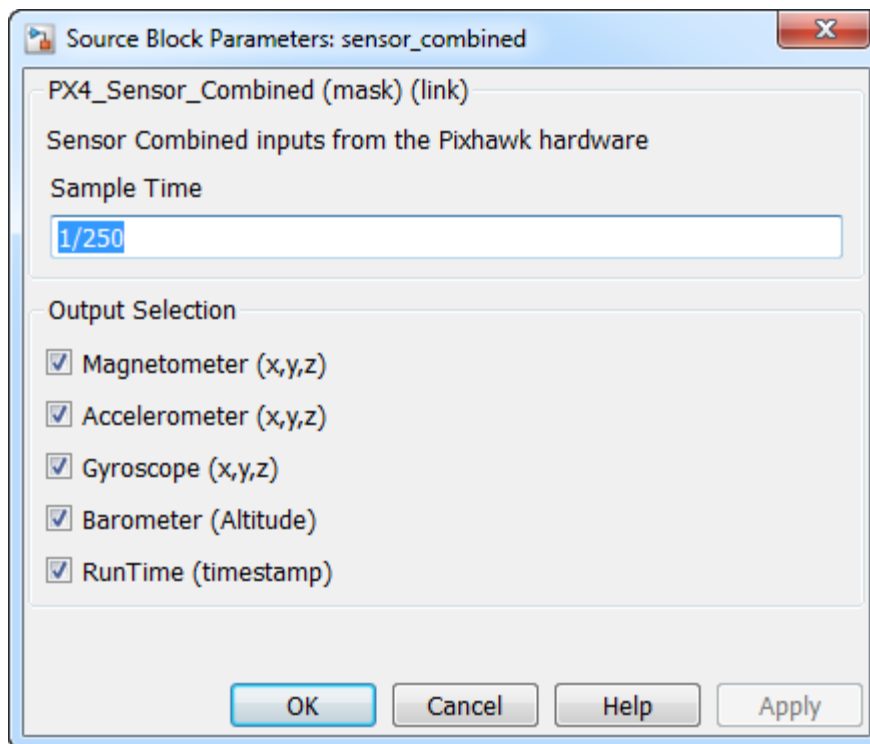 Source Block Parameters: sensor_combined
PX4_Sensor_Combined (mask) (link)
Sensor Combined inputs from the Pixhawk hardware
Sample Time
1/250
Output Selection
Magnetometer (x,y,z)
Accelerometer (x,y,z)
Gyroscope (x,y,z)
Barometer (Altitude)
RunTime (timestamp)
OK Cancel Help Apply